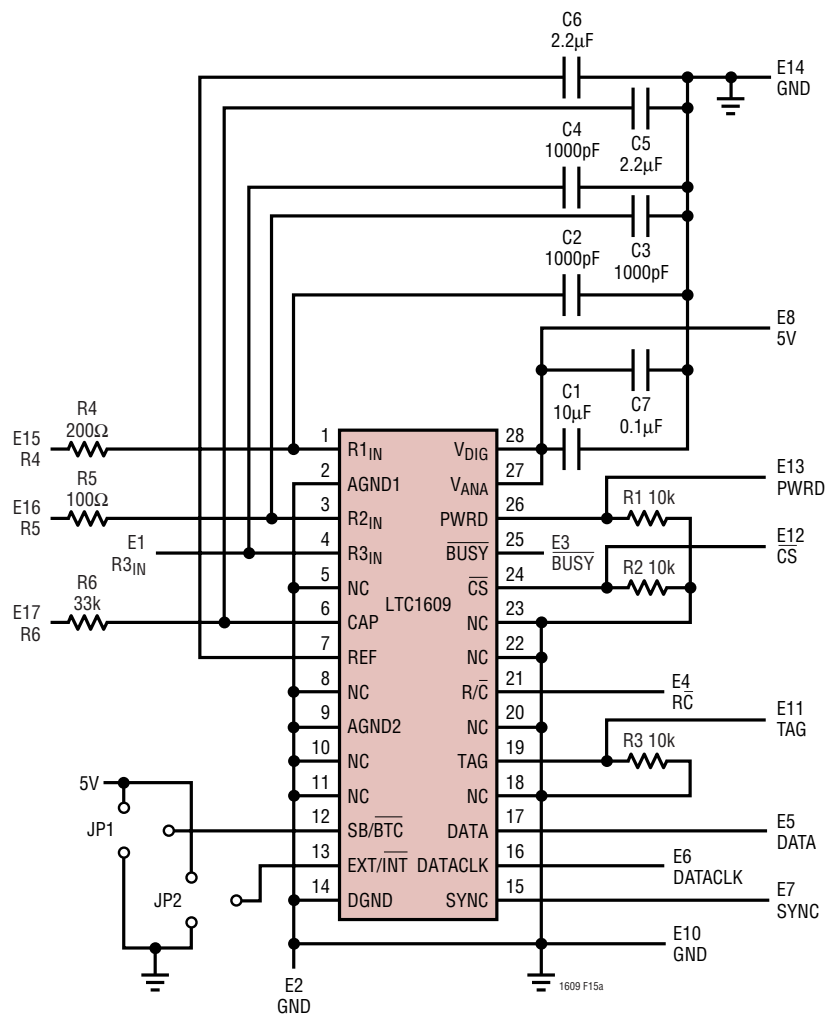 C6
2.2µF
E14
GND
C4
1000pF
C5
2.2µF
C2
1000pF
C3
1000pF
E8
5V
C1
10µF
C7
0.1µF
R4
200Ω
E15
R4
R5
100Ω
E16
R5
E1
R3IN
R6
33k
E17
R6
LTC1609
1 R1IN
2 AGND1
3 R2IN
4 R3IN
5 NC
6 CAP
7 REF
8 NC
9 AGND2
10 NC
11 NC
12 SB/B̅T̅C̅
13 EXT/I̅N̅T̅
14 DGND
VDIG 28
VANA 27
PWRD 26
B̅U̅S̅Y̅ 25
C̅S̅ 24
NC 23
NC 22
R/C̅ 21
NC 20
TAG 19
NC 18
DATA 17
DATACLK 16
SYNC 15
E13
PWRD
R1 10k
E3
B̅U̅S̅Y̅
E12
C̅S̅
R2 10k
E4
RC̅
E11
TAG
R3 10k
E5
DATA
E6
DATACLK
E7
SYNC
5V
JP1
JP2
E10
GND
E2
GND
1609 F15a